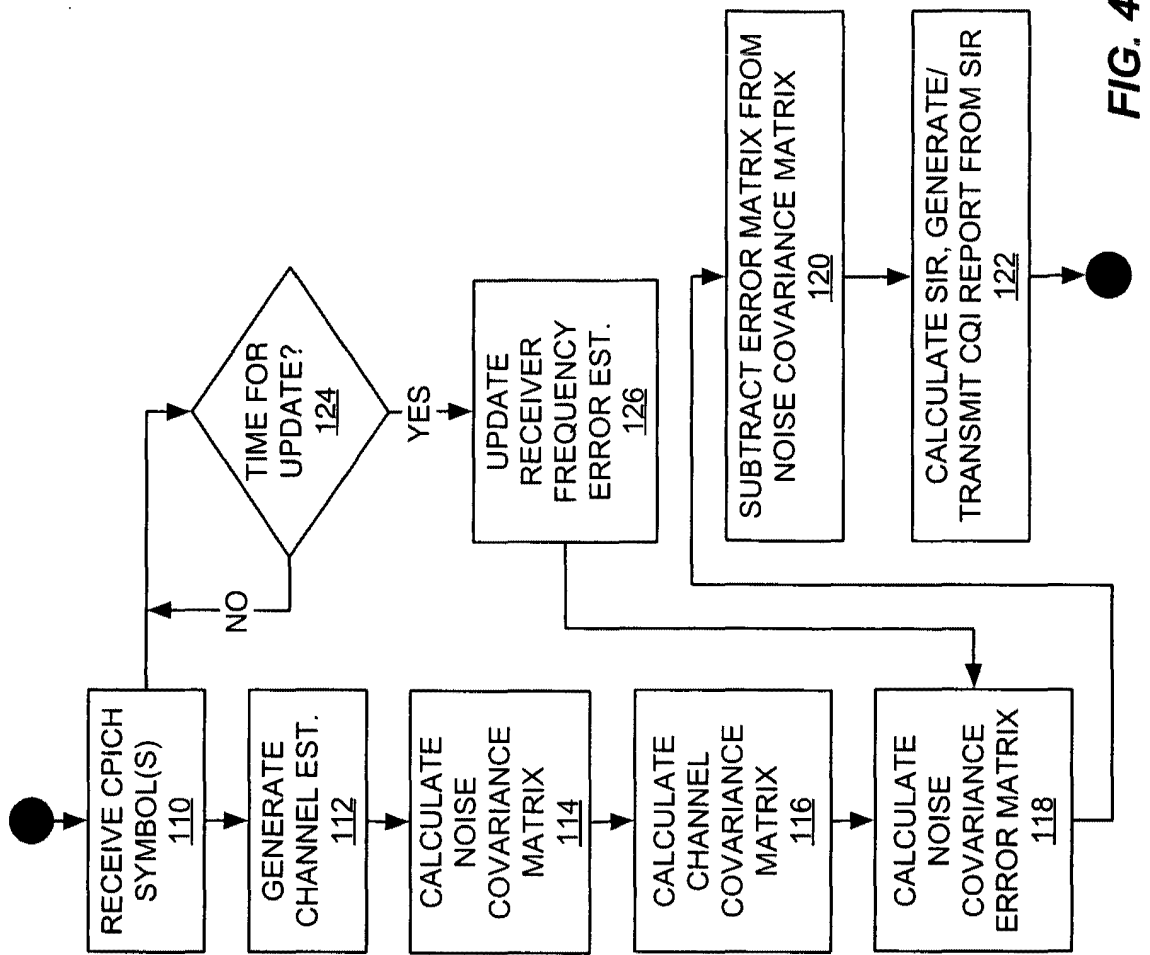 RECEIVE CPICH
SYMBOL(S)
110
GENERATE
CHANNEL EST.
112
CALCULATE
NOISE
COVARIANCE
MATRIX
114
CALCULATE
CHANNEL
COVARIANCE
MATRIX
116
CALCULATE
NOISE
COVARIANCE
ERROR MATRIX
118
NO
TIME FOR
UPDATE?
124
YES
UPDATE
RECEIVER
FREQUENCY
ERROR EST.
126
SUBTRACT ERROR MATRIX FROM
NOISE COVARIANCE MATRIX
120
CALCULATE SIR, GENERATE/
TRANSMIT CQI REPORT FROM SIR
122
FIG. 4